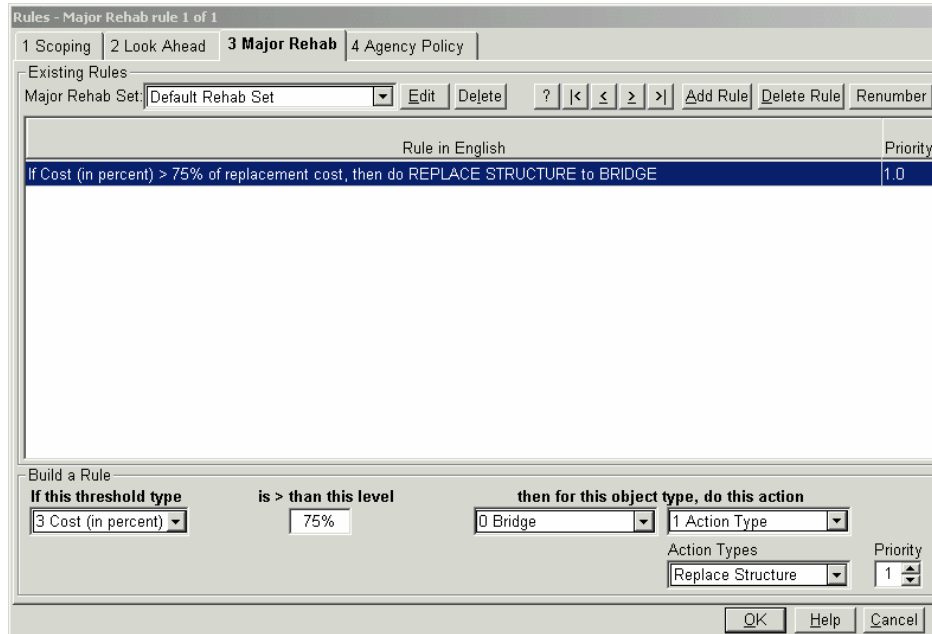 Rules - Major Rehab rule 1 of 1
1 Scoping 2 Look Ahead 3 Major Rehab 4 Agency Policy
Existing Rules
Major Rehab Set: Default Rehab Set Edit Delete ? |< < > >| Add Rule Delete Rule Renumber
Rule in English Priority
If Cost (in percent) > 75% of replacement cost, then do REPLACE STRUCTURE to BRIDGE 1.0
Build a Rule
If this threshold type is > than this level then for this object type, do this action
3 Cost (in percent) 75% 0 Bridge 1 Action Type
Action Types Priority
Replace Structure 1
OK Help Cancel